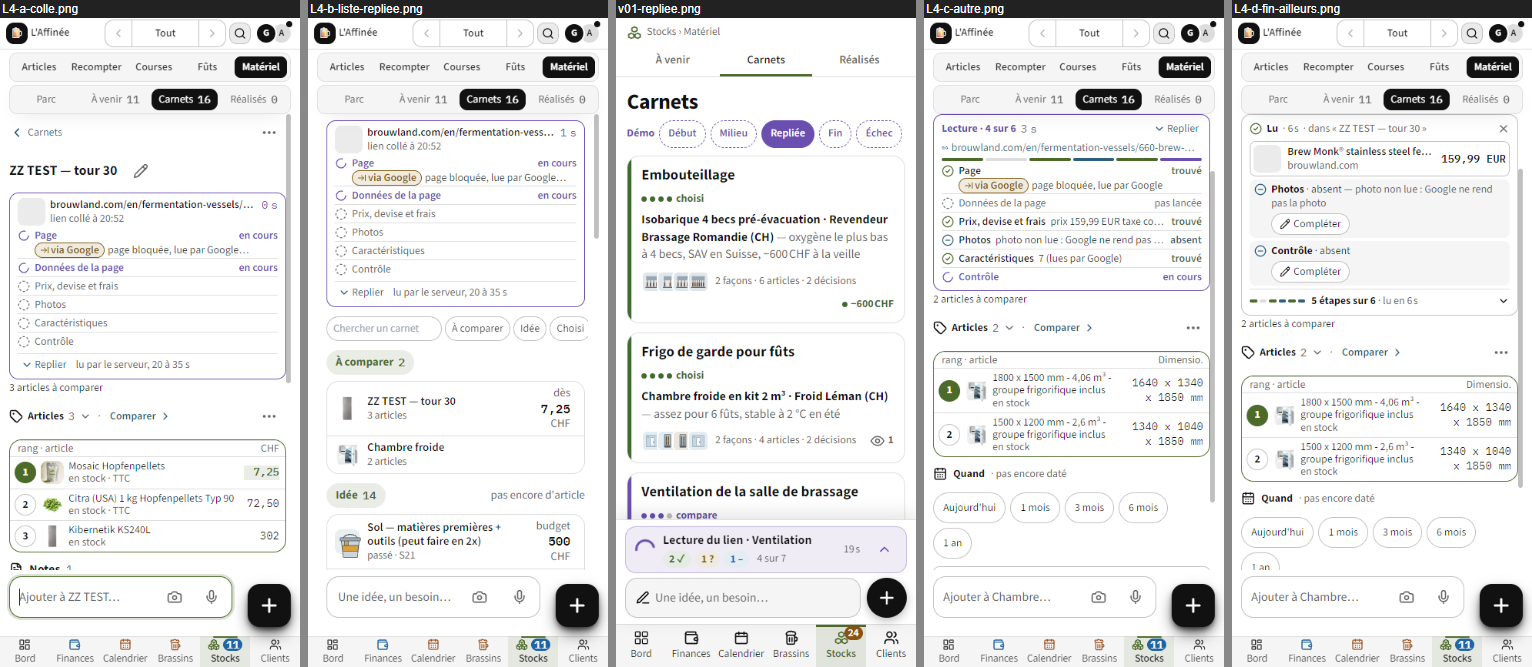 L4-a-colle.png
L'Affinée
Tout
G
A
Articles
Recompter
Courses
Fûts
Matériel
Parc
À venir 11
Carnets 16
Réalisés 0
Carnets
ZZ TEST — tour 30
brouwland.com/en/fermentation-vessels/... 0 s
lien collé à 20:52
Page en cours
via Google page bloquée, lue par Google…
Données de la page en cours
Prix, devise et frais
Photos
Caractéristiques
Contrôle
Replier lu par le serveur, 20 à 35 s
3 articles à comparer
Articles 3 · Comparer
rang · article CHF
1 Mosaic Hopfenpellets 7,25
en stock · TTC
2 Citra (USA) 1 kg Hopfenpellets Typ 90 72,50
en stock · TTC
3 Kibernetik KS240L 302
en stock
Notes 1
Ajouter à ZZ TEST…
Bord
Finances
Calendrier
Brassins
11
Stocks
Clients
L4-b-liste-repliee.png
L'Affinée
Tout
G
A
Articles
Recompter
Courses
Fûts
Matériel
Parc
À venir 11
Carnets 16
Réalisés 0
brouwland.com/en/fermentation-vess… 1 s
lien collé à 20:52
Page en cours
via Google page bloquée, lue par Google…
Données de la page en cours
Prix, devise et frais
Photos
Caractéristiques
Contrôle
Replier lu par le serveur, 20 à 35 s
Chercher un carnet
À comparer
Idée
Choisi
À comparer 2
ZZ TEST — tour 30
3 articles
dès
7,25
CHF
Chambre froide
2 articles
Idée 14
pas encore d'article
Sol — matières premières +
outils (peut faire en 2x)
passé · S21
budget
500
CHF
Une idée, un besoin…
Bord
Finances
Calendrier
Brassins
11
Stocks
Clients
v01-repliee.png
Stocks › Matériel
À venir
Carnets
Réalisés
Carnets
Démo
Début
Milieu
Repliée
Fin
Échec
Embouteillage
choisi
Isobarique 4 becs pré-évacuation · Revendeur
Brassage Romandie (CH) — oxygène le plus bas
à 4 becs, SAV en Suisse, −600 CHF à la veille
2 façons · 6 articles · 2 décisions
−600 CHF
Frigo de garde pour fûts
choisi
Chambre froide en kit 2 m³ · Froid Léman (CH)
— assez pour 6 fûts, stable à 2 °C en été
2 façons · 4 articles · 2 décisions
1
Ventilation de la salle de brassage
compare
Lecture du lien · Ventilation
2 ✓ 1 ? 1 – 4 sur 7
19 s
Une idée, un besoin…
Bord
Finances
Calendrier
Brassins
24
Stocks
Clients
L4-c-autre.png
L'Affinée
Tout
G
A
Articles
Recompter
Courses
Fûts
Matériel
Parc
À venir 11
Carnets 16
Réalisés 0
Lecture · 4 sur 6 3 s
Replier
brouwland.com/en/fermentation-vessels/660-brew-…
Page trouvé
via Google page bloquée, lue par Google
Données de la page pas lancée
Prix, devise et frais prix 159,99 EUR taxe co… trouvé
Photos photo non lue : Google ne rend pas … absent
Caractéristiques 7 (lues par Google) trouvé
Contrôle en cours
2 articles à comparer
Articles 2 · Comparer
rang · article Dimensio.
1 1800 x 1500 mm - 4,06 m³ -
groupe frigorifique inclus
en stock
1640 x 1340
x 1850 mm
2 1500 x 1200 mm - 2,6 m³ -
groupe frigorifique inclus
en stock
1340 x 1040
x 1850 mm
Quand · pas encore daté
Aujourd'hui
1 mois
3 mois
6 mois
1 an
Ajouter à Chambre…
Bord
Finances
Calendrier
Brassins
11
Stocks
Clients
L4-d-fin-ailleurs.png
L'Affinée
Tout
G
A
Articles
Recompter
Courses
Fûts
Matériel
Parc
À venir 11
Carnets 16
Réalisés 0
Lu · 6 s · dans « ZZ TEST — tour 30 »
Brew Monk® stainless steel fe… 159,99 EUR
brouwland.com
Photos · absent — photo non lue : Google ne rend
pas la photo
Compléter
Contrôle · absent
Compléter
5 étapes sur 6 · lu en 6 s
2 articles à comparer
Articles 2 · Comparer
rang · article Dimensio.
1 1800 x 1500 mm - 4,06 m³ -
groupe frigorifique inclus
en stock
1640 x 1340
x 1850 mm
2 1500 x 1200 mm - 2,6 m³ -
groupe frigorifique inclus
en stock
1340 x 1040
x 1850 mm
Quand · pas encore daté
Aujourd'hui
1 mois
3 mois
6 mois
1 an
Ajouter à Chambre…
Bord
Finances
Calendrier
Brassins
11
Stocks
Clients